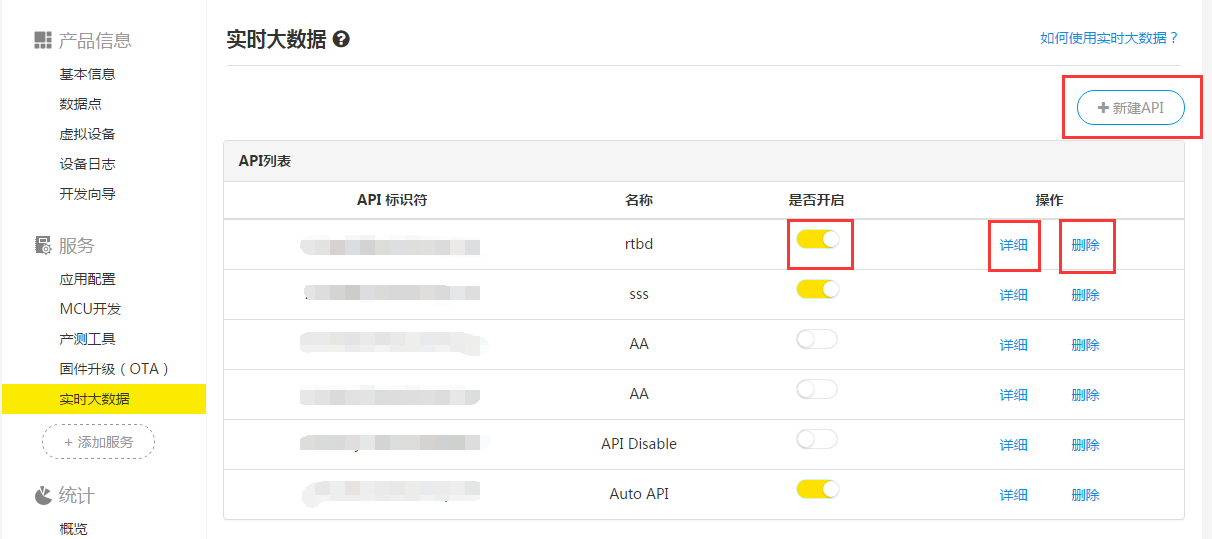 产品信息
基本信息
数据点
虚拟设备
设备日志
开发向导
服务
应用配置
MCU开发
产测工具
固件升级（OTA）
实时大数据
+ 添加服务
统计
概览
实时大数据 ?
如何使用实时大数据？
+ 新建API
API列表
API 标识符 名称 是否开启 操作
rtbd 详细 删除
sss 详细 删除
AA 详细 删除
AA 详细 删除
API Disable 详细 删除
Auto API 详细 删除